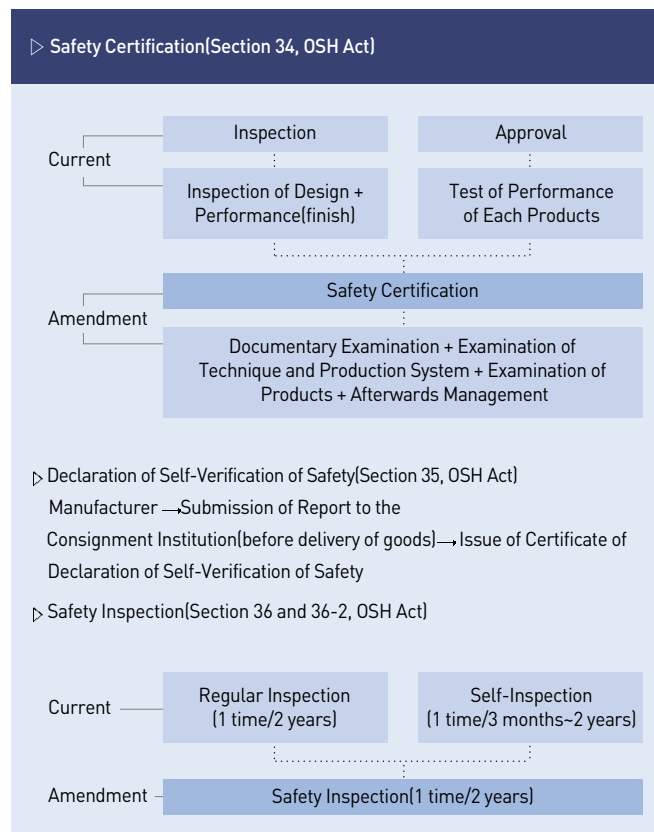 ▷ Safety Certification(Section 34, OSH Act)
Current
Inspection
Approval
Inspection of Design +
Performance(finish)
Test of Performance
of Each Products
Amendment
Safety Certification
Documentary Examination + Examination of
Technique and Production System + Examination of
Products + Afterwards Management
▷ Declaration of Self-Verification of Safety(Section 35, OSH Act)
Manufacturer → Submission of Report to the
Consignment Institution(before delivery of goods) → Issue of Certificate of
Declaration of Self-Verification of Safety
▷ Safety Inspection(Section 36 and 36-2, OSH Act)
Current
Regular Inspection
(1 time/2 years)
Self-Inspection
(1 time/3 months~2 years)
Amendment
Safety Inspection(1 time/2 years)